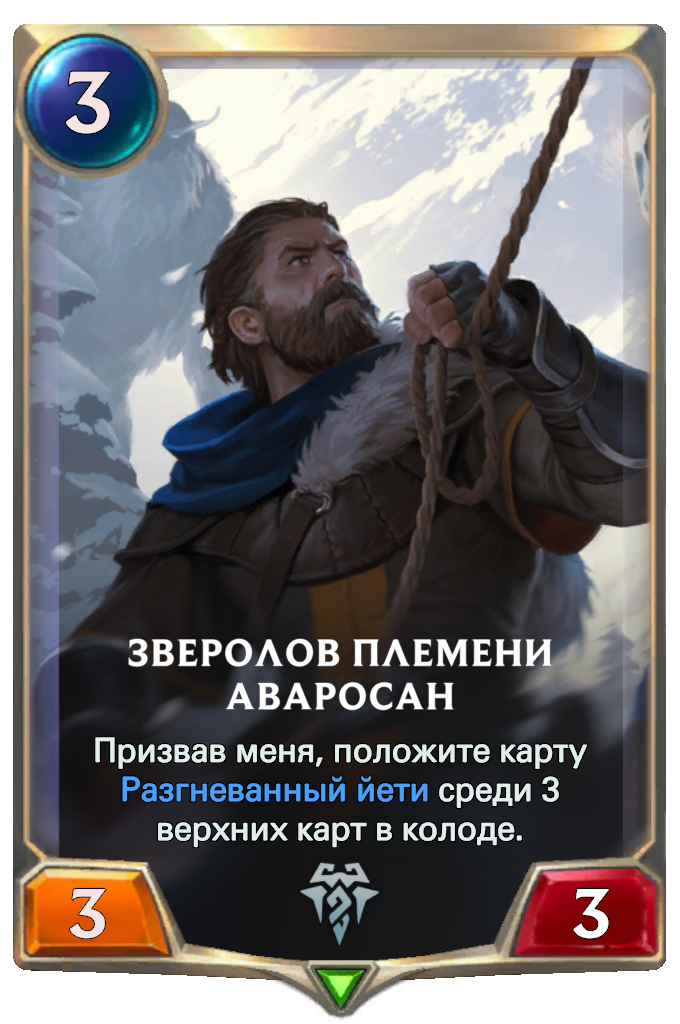 3
ЗВЕРОЛОВ ПЛЕМЕНИ
АВАРОСАН
Призвав меня, положите карту
Разгневанный йети среди 3
верхних карт в колоде.
3
3